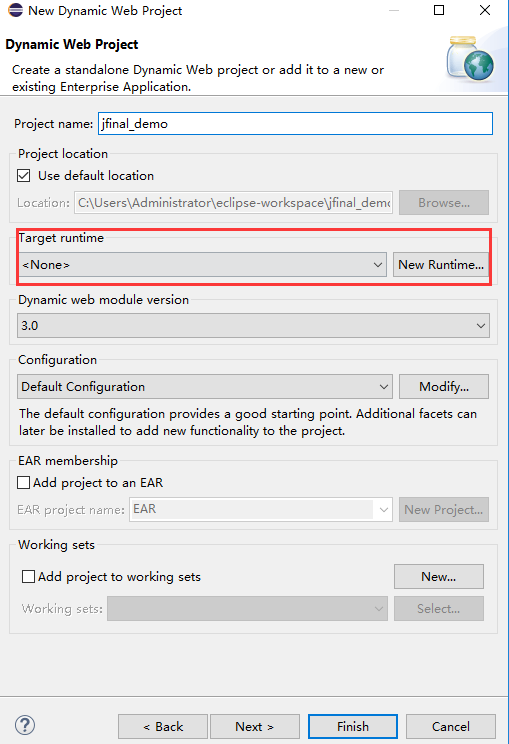 New Dynamic Web Project
Dynamic Web Project
Create a standalone Dynamic Web project or add it to a new or
existing Enterprise Application.
Project name: jfinal_demo
Project location
Use default location
Location: C:\Users\Administrator\eclipse-workspace\jfinal_demo Browse...
Target runtime
<None> New Runtime...
Dynamic web module version
3.0
Configuration
Default Configuration Modify...
The default configuration provides a good starting point. Additional facets can
later be installed to add new functionality to the project.
EAR membership
Add project to an EAR
EAR project name: EAR New Project...
Working sets
Add project to working sets New...
Working sets: Select...
? < Back Next > Finish Cancel